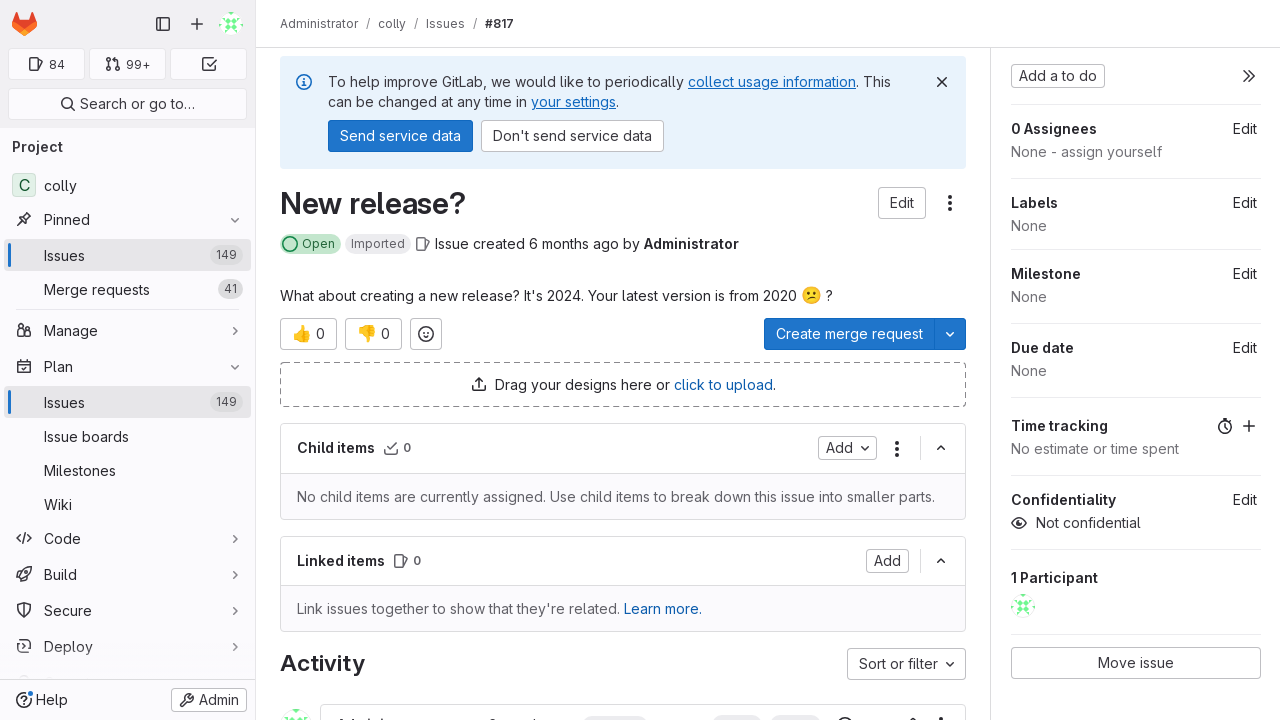 Administrator / colly / Issues / #817
84
99+
Search or go to…
Project
C colly
Pinned
Issues 149
Merge requests 41
Manage
Plan
Issues 149
Issue boards
Milestones
Wiki
Code
Build
Secure
Deploy
Help
Admin
To help improve GitLab, we would like to periodically collect usage information. This
can be changed at any time in your settings.
Send service data
Don't send service data
New release?
Edit
Open Imported Issue created 6 months ago by Administrator
What about creating a new release? It's 2024. Your latest version is from 2020 😕 ?
👍 0
👎 0
Create merge request
Drag your designs here or click to upload.
Child items 0
Add
No child items are currently assigned. Use child items to break down this issue into smaller parts.
Linked items 0
Add
Link issues together to show that they're related. Learn more.
Activity
Sort or filter
Add a to do
0 Assignees
Edit
None - assign yourself
Labels
Edit
None
Milestone
Edit
None
Due date
Edit
None
Time tracking
No estimate or time spent
Confidentiality
Edit
Not confidential
1 Participant
Move issue